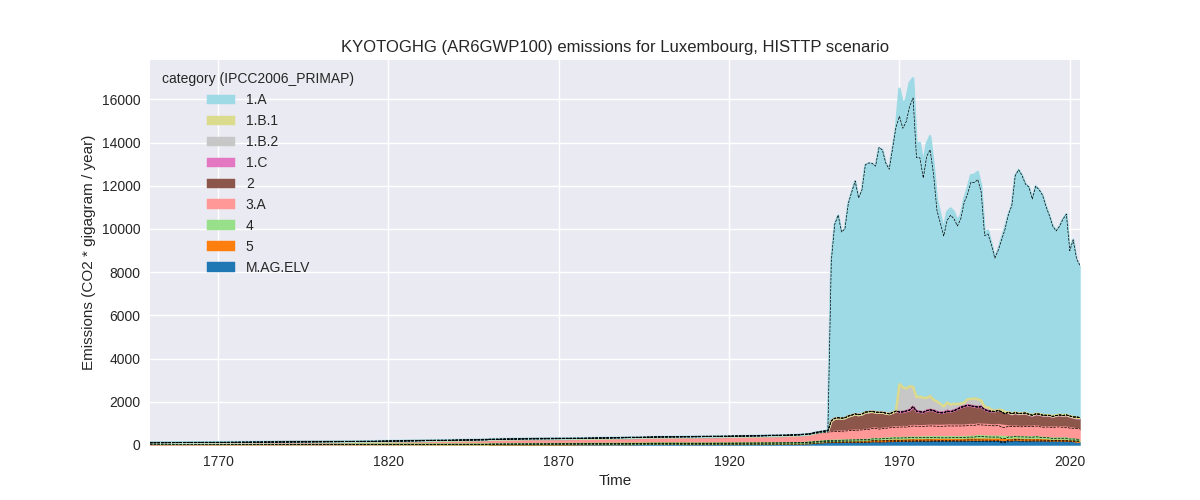 KYOTOGHG (AR6GWP100) emissions for Luxembourg, HISTTP scenario
category (IPCC2006_PRIMAP)
1.A
1.B.1
1.B.2
1.C
2
3.A
4
5
M.AG.ELV
Emissions (CO2 * gigagram / year)
16000
14000
12000
10000
8000
6000
4000
2000
0
1770
1820
1870
1920
1970
2020
Time